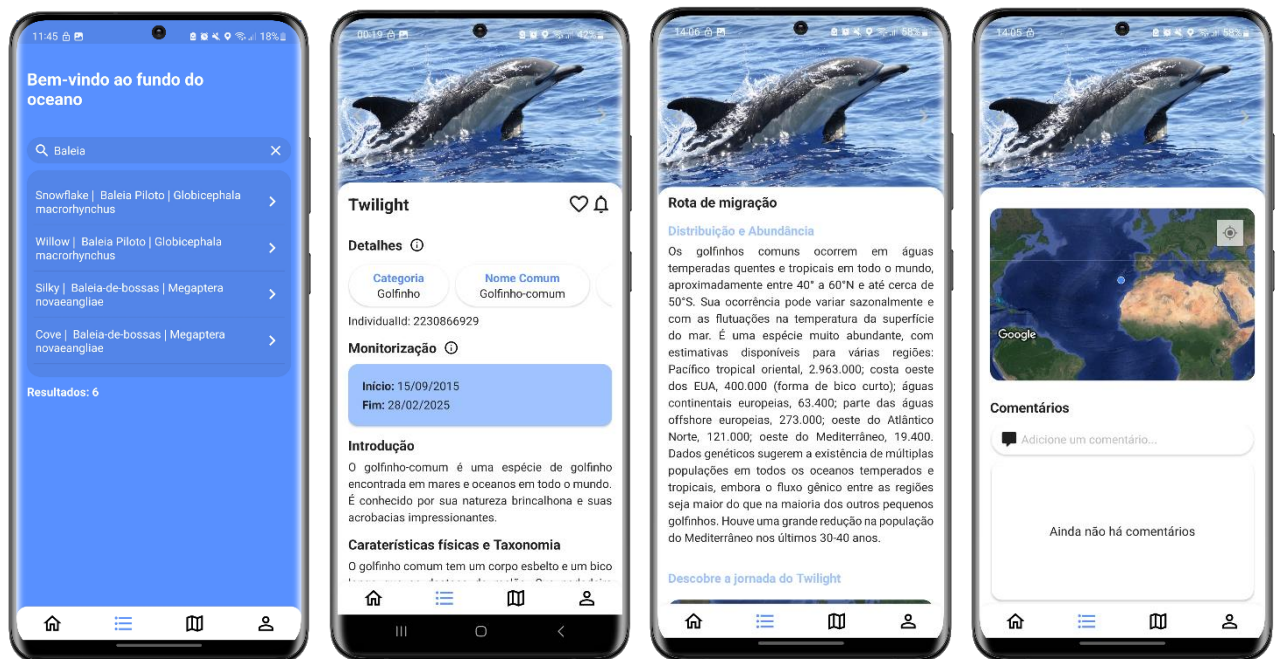 11:45 18%
Bem-vindo ao fundo do
oceano
Baleia
Snowflake | Baleia Piloto | Globicephala
macrorhynchus
Willow | Baleia Piloto | Globicephala
macrorhynchus
Silky | Baleia-de-bossas | Megaptera
novaeangliae
Cove | Baleia-de-bossas | Megaptera
novaeangliae
Resultados: 6
00:19 42%
Twilight
Detalhes
Categoria Nome Comum
Golfinho Golfinho-comum
IndividualId: 2230866929
Monitorização
Início: 15/09/2015
Fim: 28/02/2025
Introdução
O golfinho-comum é uma espécie de golfinho
encontrada em mares e oceanos em todo o mundo.
É conhecido por sua natureza brincalhona e suas
acrobacias impressionantes.
Caraterísticas físicas e Taxonomia
O golfinho comum tem um corpo esbelto e um bico
14:06 58%
Rota de migração
Distribuição e Abundância
Os golfinhos comuns ocorrem em águas
temperadas quentes e tropicais em todo o mundo,
aproximadamente entre 40° a 60°N e até cerca de
50°S. Sua ocorrência pode variar sazonalmente e
com as flutuações na temperatura da superfície
do mar. É uma espécie muito abundante, com
estimativas disponíveis para várias regiões:
Pacífico tropical oriental, 2.963.000; costa oeste
dos EUA, 400.000 (forma de bico curto); águas
continentais europeias, 63.400; parte das águas
offshore europeias, 273.000; oeste do Atlântico
Norte, 121.000; oeste do Mediterrâneo, 19.400.
Dados genéticos sugerem a existência de múltiplas
populações em todos os oceanos temperados e
tropicais, embora o fluxo gênico entre as regiões
seja maior do que na maioria dos outros pequenos
golfinhos. Houve uma grande redução na população
do Mediterrâneo nos últimos 30-40 anos.
Descobre a jornada do Twilight
14:05 58%
Google
Comentários
Adicione um comentário...
Ainda não há comentários